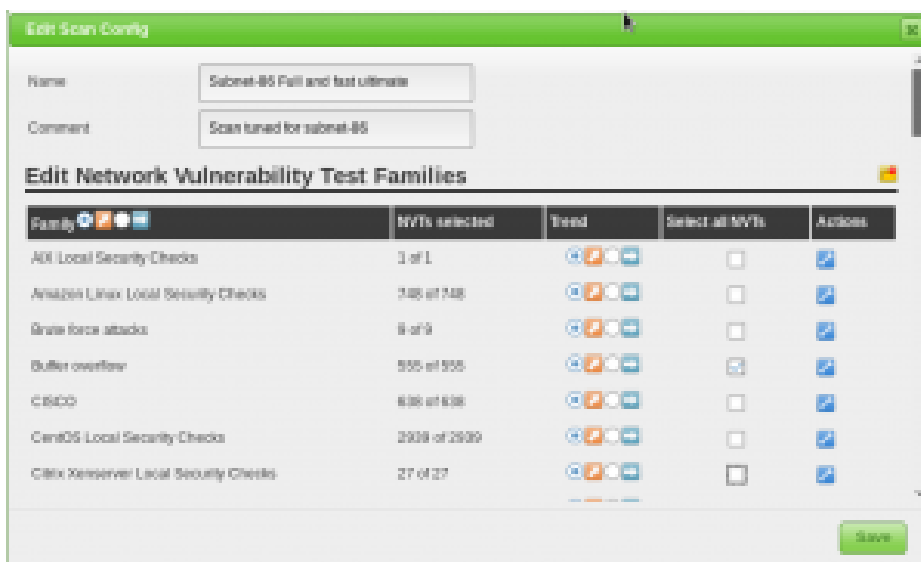 Edit Scan Config
Name
Subnet-86 Full and fast ultimate
Comment
Scan tuned for subnet-86
Edit Network Vulnerability Test Families
Family NVTs selected Trend Select all NVTs Actions
AIX Local Security Checks 1 of 1
Amazon Linux Local Security Checks 748 of 748
Brute force attacks 9 of 9
Buffer overflow 555 of 555
CISCO 638 of 638
CentOS Local Security Checks 2939 of 2939
Citrix Xenserver Local Security Checks 27 of 27
Save